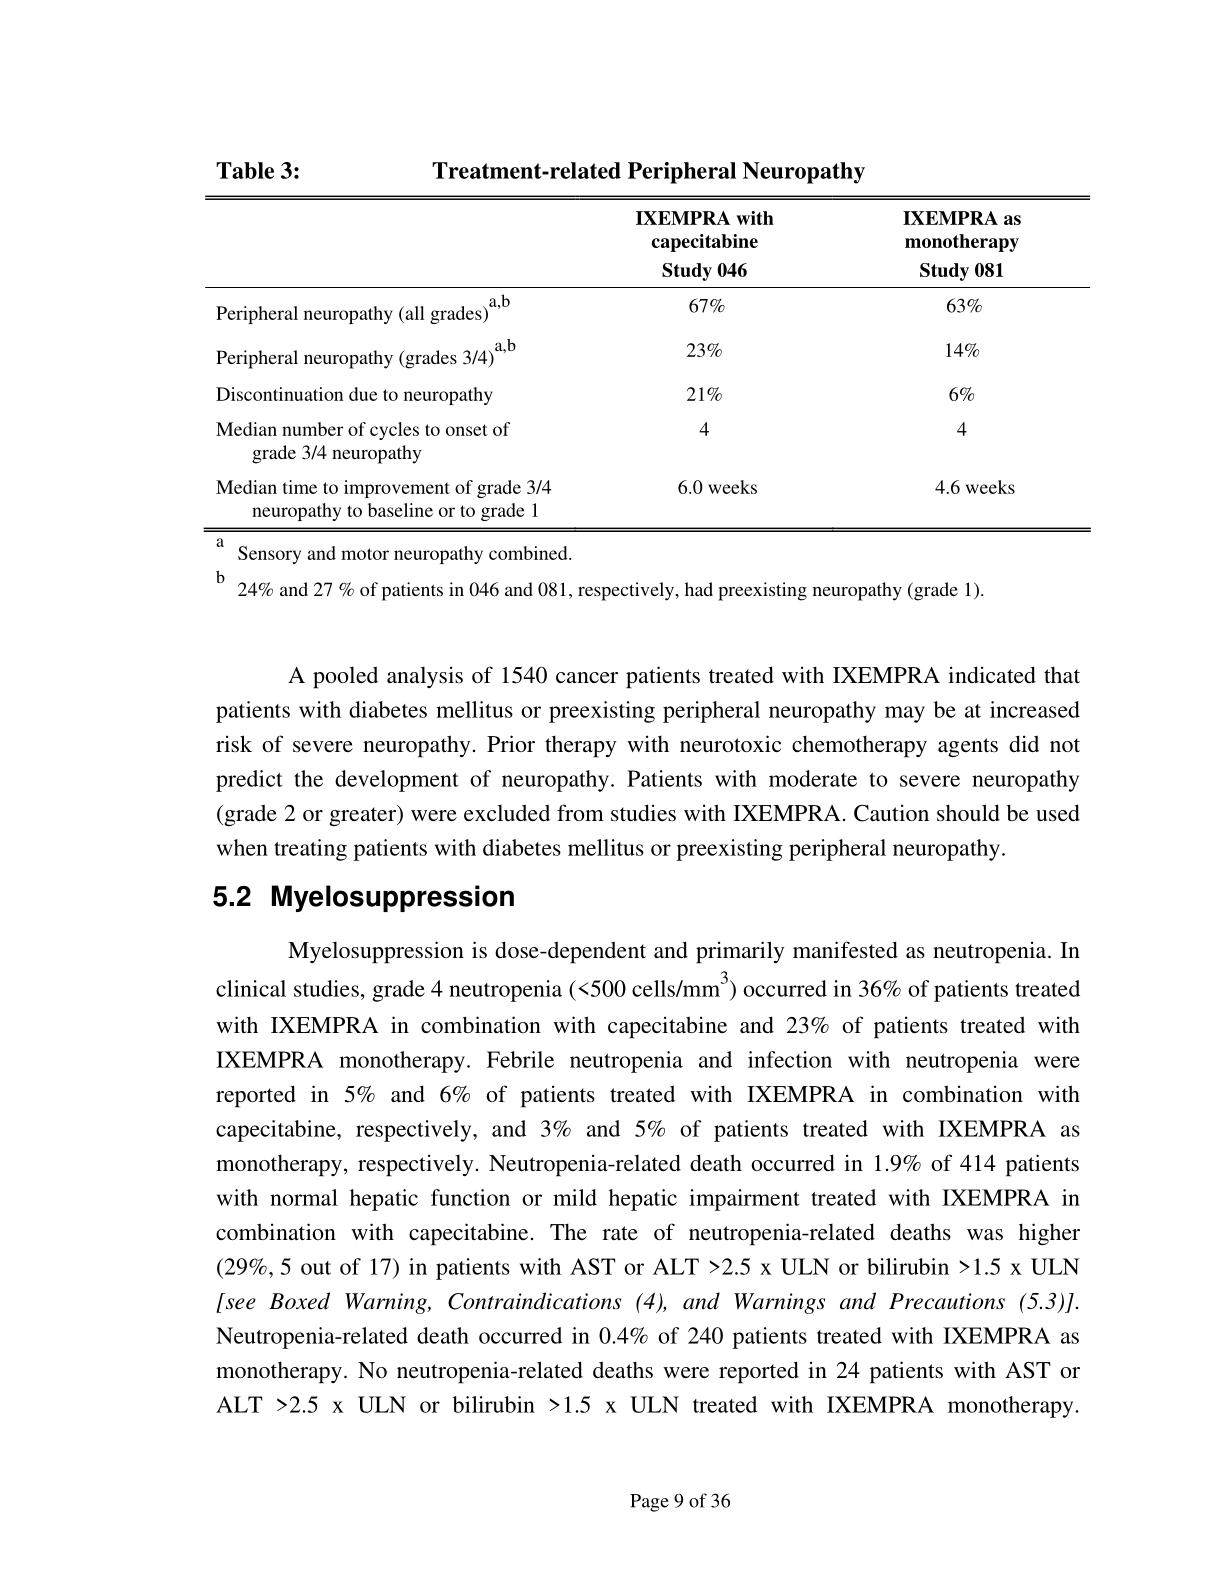 Table 3: Treatment-related Peripheral Neuropathy
IXEMPRA with
capecitabine
Study 046
IXEMPRA as
monotherapy
Study 081
Peripheral neuropathy (all grades)a,b 67% 63%
Peripheral neuropathy (grades 3/4)a,b 23% 14%
Discontinuation due to neuropathy 21% 6%
Median number of cycles to onset of 4 4
grade 3/4 neuropathy
Median time to improvement of grade 3/4 6.0 weeks 4.6 weeks
neuropathy to baseline or to grade 1
a Sensory and motor neuropathy combined.
b 24% and 27 % of patients in 046 and 081, respectively, had preexisting neuropathy (grade 1).
A pooled analysis of 1540 cancer patients treated with IXEMPRA indicated that
patients with diabetes mellitus or preexisting peripheral neuropathy may be at increased
risk of severe neuropathy. Prior therapy with neurotoxic chemotherapy agents did not
predict the development of neuropathy. Patients with moderate to severe neuropathy
(grade 2 or greater) were excluded from studies with IXEMPRA. Caution should be used
when treating patients with diabetes mellitus or preexisting peripheral neuropathy.
5.2 Myelosuppression
Myelosuppression is dose-dependent and primarily manifested as neutropenia. In
clinical studies, grade 4 neutropenia (<500 cells/mm3) occurred in 36% of patients treated
with IXEMPRA in combination with capecitabine and 23% of patients treated with
IXEMPRA monotherapy. Febrile neutropenia and infection with neutropenia were
reported in 5% and 6% of patients treated with IXEMPRA in combination with
capecitabine, respectively, and 3% and 5% of patients treated with IXEMPRA as
monotherapy, respectively. Neutropenia-related death occurred in 1.9% of 414 patients
with normal hepatic function or mild hepatic impairment treated with IXEMPRA in
combination with capecitabine. The rate of neutropenia-related deaths was higher
(29%, 5 out of 17) in patients with AST or ALT >2.5 x ULN or bilirubin >1.5 x ULN
[see Boxed Warning, Contraindications (4), and Warnings and Precautions (5.3)].
Neutropenia-related death occurred in 0.4% of 240 patients treated with IXEMPRA as
monotherapy. No neutropenia-related deaths were reported in 24 patients with AST or
ALT >2.5 x ULN or bilirubin >1.5 x ULN treated with IXEMPRA monotherapy.
Page 9 of 36